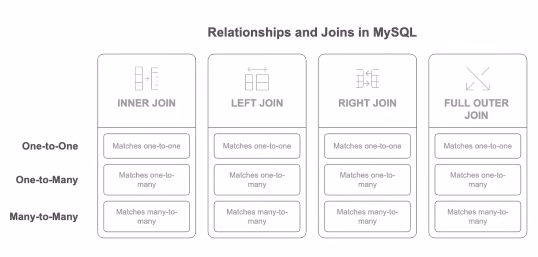 Relationships and Joins in MySQL
INNER JOIN
LEFT JOIN
RIGHT JOIN
FULL OUTER
JOIN
One-to-One
Matches one-to-one
Matches one-to-one
Matches one-to-one
Matches one-to-one
One-to-Many
Matches one-to-
many
Matches one-to-
many
Matches one-to-
many
Matches one-to-
many
Many-to-Many
Matches many-to-
many
Matches many-to-
many
Matches many-to-
many
Matches many-to-
many